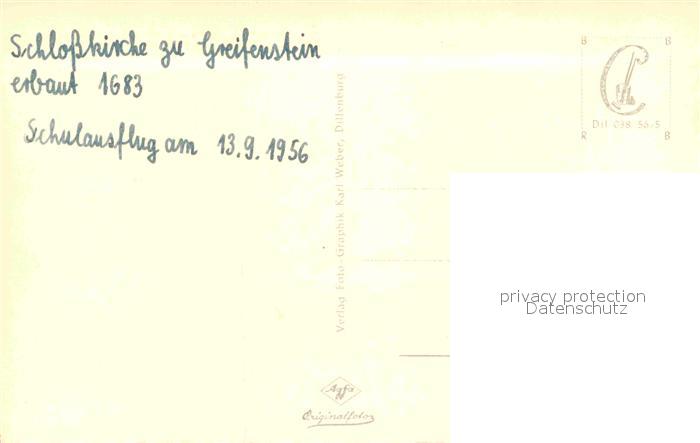 Schloßkirche zu Greifenstein
erbaut 1683
Schulausflug am 13.9.1956
Verlag Foto-Graphik Karl Weber, Dillenburg
B B
Dil 038 56/5
R B
Agfa
Originalfoto
privacy protection
Datenschutz